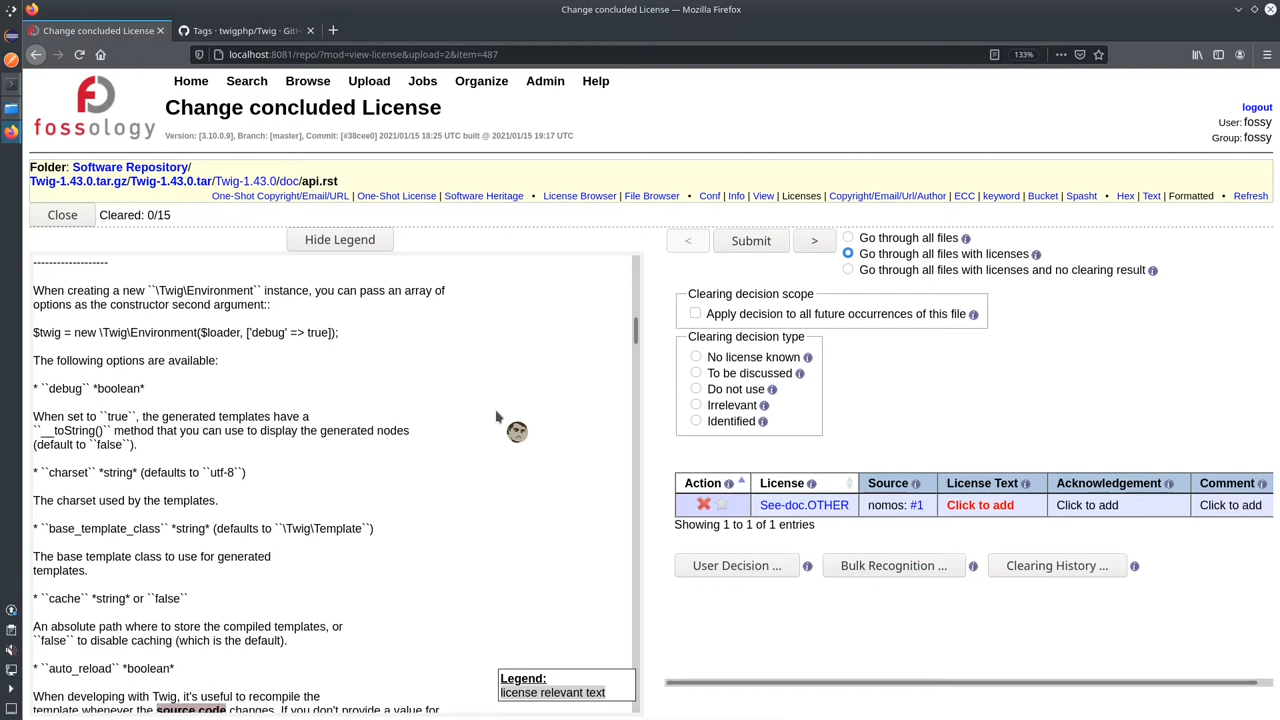 Change concluded License — Mozilla Firefox
Change concluded License
Tags · twigphp/Twig · GitH
localhost:8081/repo/?mod=view-license&upload=2&item=487
133%
Home Search Browse Upload Jobs Organize Admin Help
fossology
Change concluded License
Version: [3.10.0.9], Branch: [master], Commit: [#38cee0] 2021/01/15 18:25 UTC built @ 2021/01/15 19:17 UTC
logout
User: fossy
Group: fossy
Folder: Software Repository/
Twig-1.43.0.tar.gz/Twig-1.43.0.tar/Twig-1.43.0/doc/api.rst
One-Shot Copyright/Email/URL | One-Shot License | Software Heritage • License Browser | File Browser • Conf | Info | View | Licenses | Copyright/Email/Url/Author | ECC | keyword | Bucket | Spasht • Hex | Text | Formatted • Refresh
Close Cleared: 0/15
Hide Legend
-------------------
When creating a new ``\Twig\Environment`` instance, you can pass an array of
options as the constructor second argument::
$twig = new \Twig\Environment($loader, ['debug' => true]);
The following options are available:
* ``debug`` *boolean*
When set to ``true``, the generated templates have a
``__toString()`` method that you can use to display the generated nodes
(default to ``false``).
* ``charset`` *string* (defaults to ``utf-8``)
The charset used by the templates.
* ``base_template_class`` *string* (defaults to ``\Twig\Template``)
The base template class to use for generated
templates.
* ``cache`` *string* or ``false``
An absolute path where to store the compiled templates, or
``false`` to disable caching (which is the default).
* ``auto_reload`` *boolean*
When developing with Twig, it's useful to recompile the
template whenever the source code changes. If you don't provide a value for
Legend:
license relevant text
< Submit >
Go through all files
Go through all files with licenses
Go through all files with licenses and no clearing result
Clearing decision scope
Apply decision to all future occurrences of this file
Clearing decision type
No license known
To be discussed
Do not use
Irrelevant
Identified
Action License Source License Text Acknowledgement Comment
See-doc.OTHER nomos: #1 Click to add Click to add Click to add
Showing 1 to 1 of 1 entries
User Decision ... Bulk Recognition ... Clearing History ...